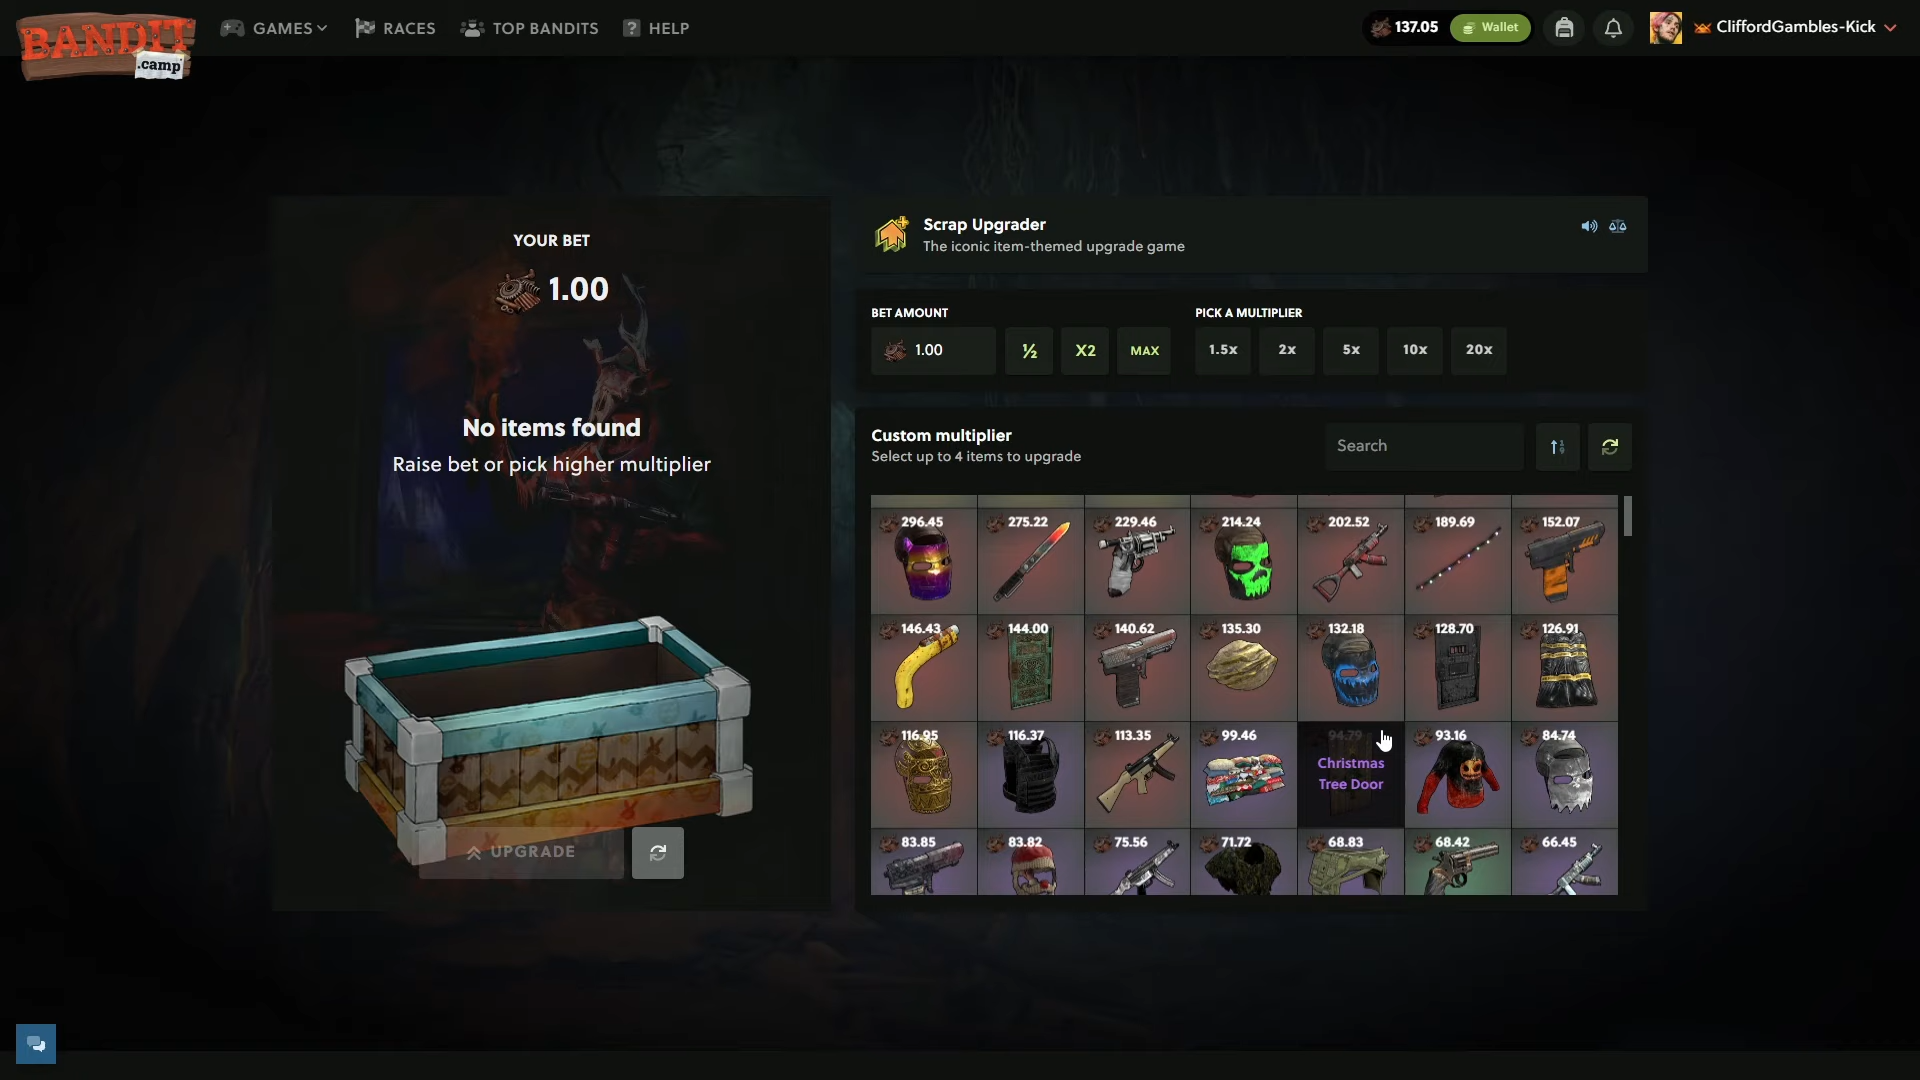 BANDIT
.camp
GAMES
RACES
TOP BANDITS
HELP
137.05
Wallet
CliffordGambles-Kick
YOUR BET
1.00
No items found
Raise bet or pick higher multiplier
UPGRADE
Scrap Upgrader
The iconic item-themed upgrade game
BET AMOUNT
PICK A MULTIPLIER
1.00
½
X2
MAX
1.5x
2x
5x
10x
20x
Custom multiplier
Select up to 4 items to upgrade
Search
296.45
275.22
229.46
214.24
202.52
189.69
152.07
146.43
144.00
140.62
135.30
132.18
128.70
126.91
116.95
116.37
113.35
99.46
94.79
Christmas
Tree Door
93.16
84.74
83.85
83.82
75.56
71.72
68.83
68.42
66.45